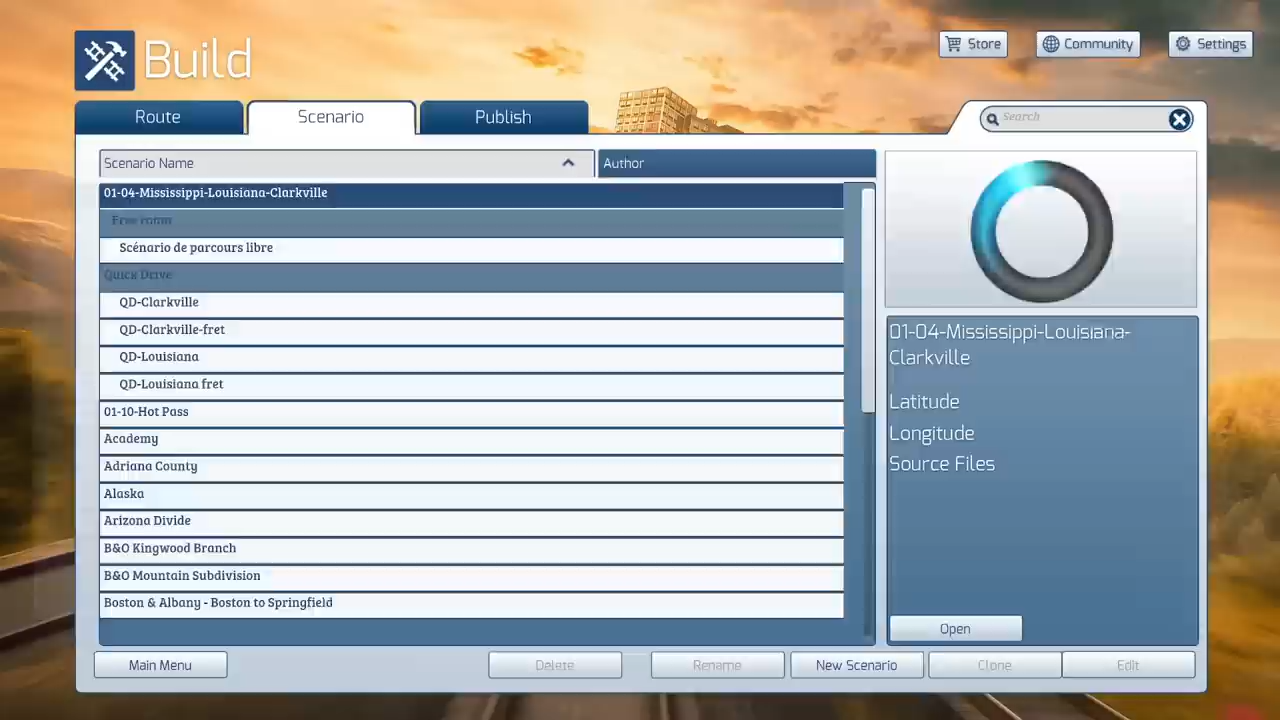 Build
Store
Community
Settings
Route
Scenario
Publish
Search
Scenario Name
Author
01-04-Mississippi-Louisiana-Clarkville
Free roam
Scénario de parcours libre
Quick Drive
QD-Clarkville
QD-Clarkville-fret
QD-Louisiana
QD-Louisiana fret
01-10-Hot Pass
Academy
Adriana County
Alaska
Arizona Divide
B&O Kingwood Branch
B&O Mountain Subdivision
Boston & Albany - Boston to Springfield
01-04-Mississippi-Louisiana-
Clarkville
Latitude
Longitude
Source Files
Open
Main Menu
Delete
Rename
New Scenario
Clone
Edit